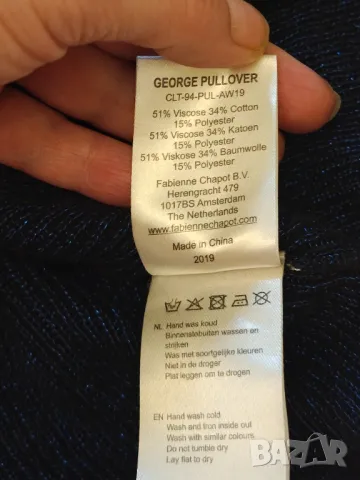 GEORGE PULLOVER
CLT-94-PUL-AW19
51% Viscose 34% Cotton
15% Polyester
51% Viscose 34% Katoen
15% Polyester
51% Viskose 34% Baumwolle
15% Polyester
Fabienne Chapot B.V.
Herengracht 479
1017BS Amsterdam
The Netherlands
www.fabiennechapot.com
Made in China
2019
NL Hand was koud
Binnenstebuiten wassen en
strijken
Was met soortgelijke kleuren
Niet in de droger
Plat leggen om te drogen
EN Hand wash cold
Wash and iron inside out
Wash with similar colours
Do not tumble dry
Lay flat to dry
BAZAR